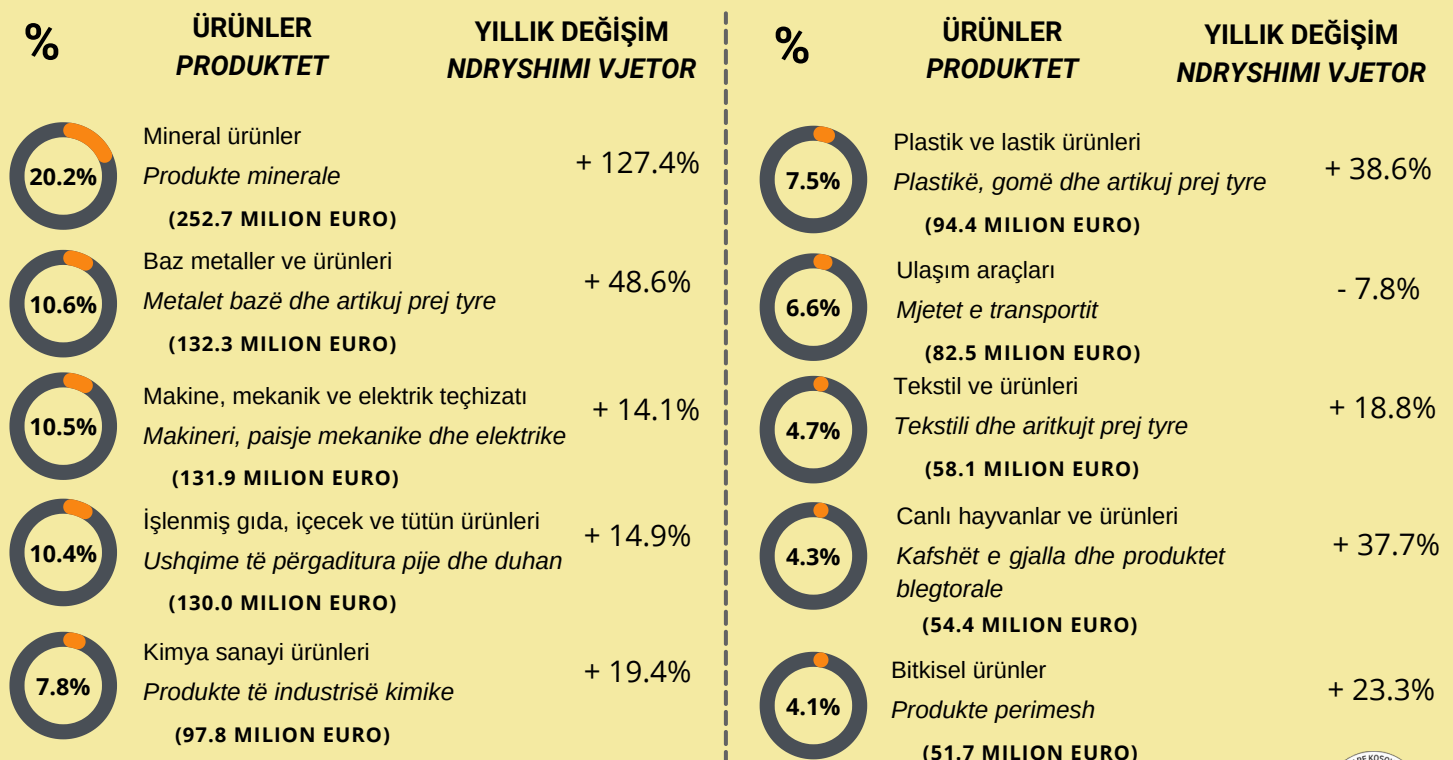 %
ÜRÜNLER
PRODUKTET
YILLIK DEĞİŞİM
NDRYSHIMI VJETOR
20.2%
Mineral ürünler
Produkte minerale
(252.7 MILION EURO)
+ 127.4%
10.6%
Baz metaller ve ürünleri
Metalet bazë dhe artikuj prej tyre
(132.3 MILION EURO)
+ 48.6%
10.5%
Makine, mekanik ve elektrik teçhizatı
Makineri, paisje mekanike dhe elektrike
(131.9 MILION EURO)
+ 14.1%
10.4%
İşlenmiş gıda, içecek ve tütün ürünleri
Ushqime të përgaditura pije dhe duhan
(130.0 MILION EURO)
+ 14.9%
7.8%
Kimya sanayi ürünleri
Produkte të industrisë kimike
(97.8 MILION EURO)
+ 19.4%
%
ÜRÜNLER
PRODUKTET
YILLIK DEĞİŞİM
NDRYSHIMI VJETOR
7.5%
Plastik ve lastik ürünleri
Plastikë, gomë dhe artikuj prej tyre
(94.4 MILION EURO)
+ 38.6%
6.6%
Ulaşım araçları
Mjetet e transportit
(82.5 MILION EURO)
- 7.8%
4.7%
Tekstil ve ürünleri
Tekstili dhe aritkujt prej tyre
(58.1 MILION EURO)
+ 18.8%
4.3%
Canlı hayvanlar ve ürünleri
Kafshët e gjalla dhe produktet
blegtorale
(54.4 MILION EURO)
+ 37.7%
4.1%
Bitkisel ürünler
Produkte perimesh
(51.7 MILION EURO)
+ 23.3%